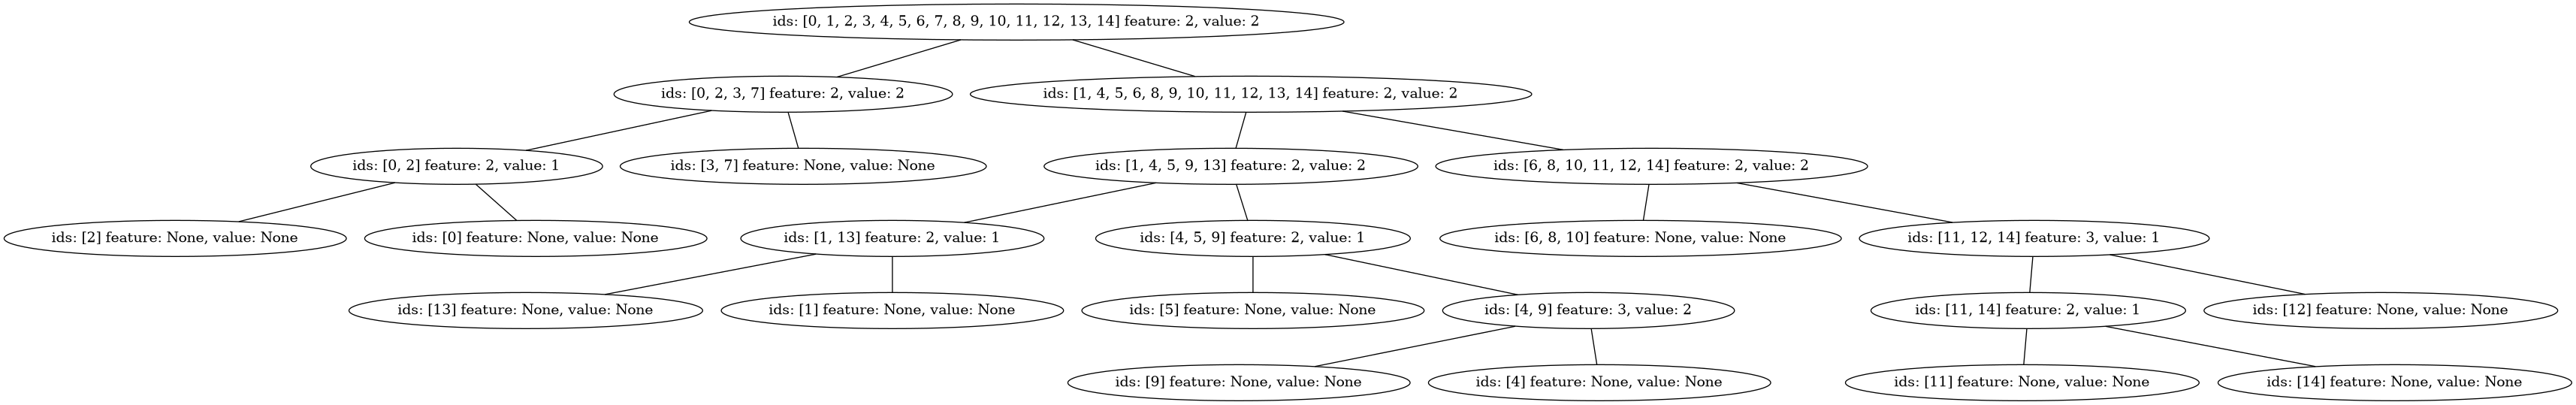 ids: [0, 1, 2, 3, 4, 5, 6, 7, 8, 9, 10, 11, 12, 13, 14] feature: 2, value: 2
ids: [0, 2, 3, 7] feature: 2, value: 2
ids: [1, 4, 5, 6, 8, 9, 10, 11, 12, 13, 14] feature: 2, value: 2
ids: [0, 2] feature: 2, value: 1
ids: [3, 7] feature: None, value: None
ids: [1, 4, 5, 9, 13] feature: 2, value: 2
ids: [6, 8, 10, 11, 12, 14] feature: 2, value: 2
ids: [2] feature: None, value: None
ids: [0] feature: None, value: None
ids: [1, 13] feature: 2, value: 1
ids: [4, 5, 9] feature: 2, value: 1
ids: [6, 8, 10] feature: None, value: None
ids: [11, 12, 14] feature: 3, value: 1
ids: [13] feature: None, value: None
ids: [1] feature: None, value: None
ids: [5] feature: None, value: None
ids: [4, 9] feature: 3, value: 2
ids: [11, 14] feature: 2, value: 1
ids: [12] feature: None, value: None
ids: [9] feature: None, value: None
ids: [4] feature: None, value: None
ids: [11] feature: None, value: None
ids: [14] feature: None, value: None